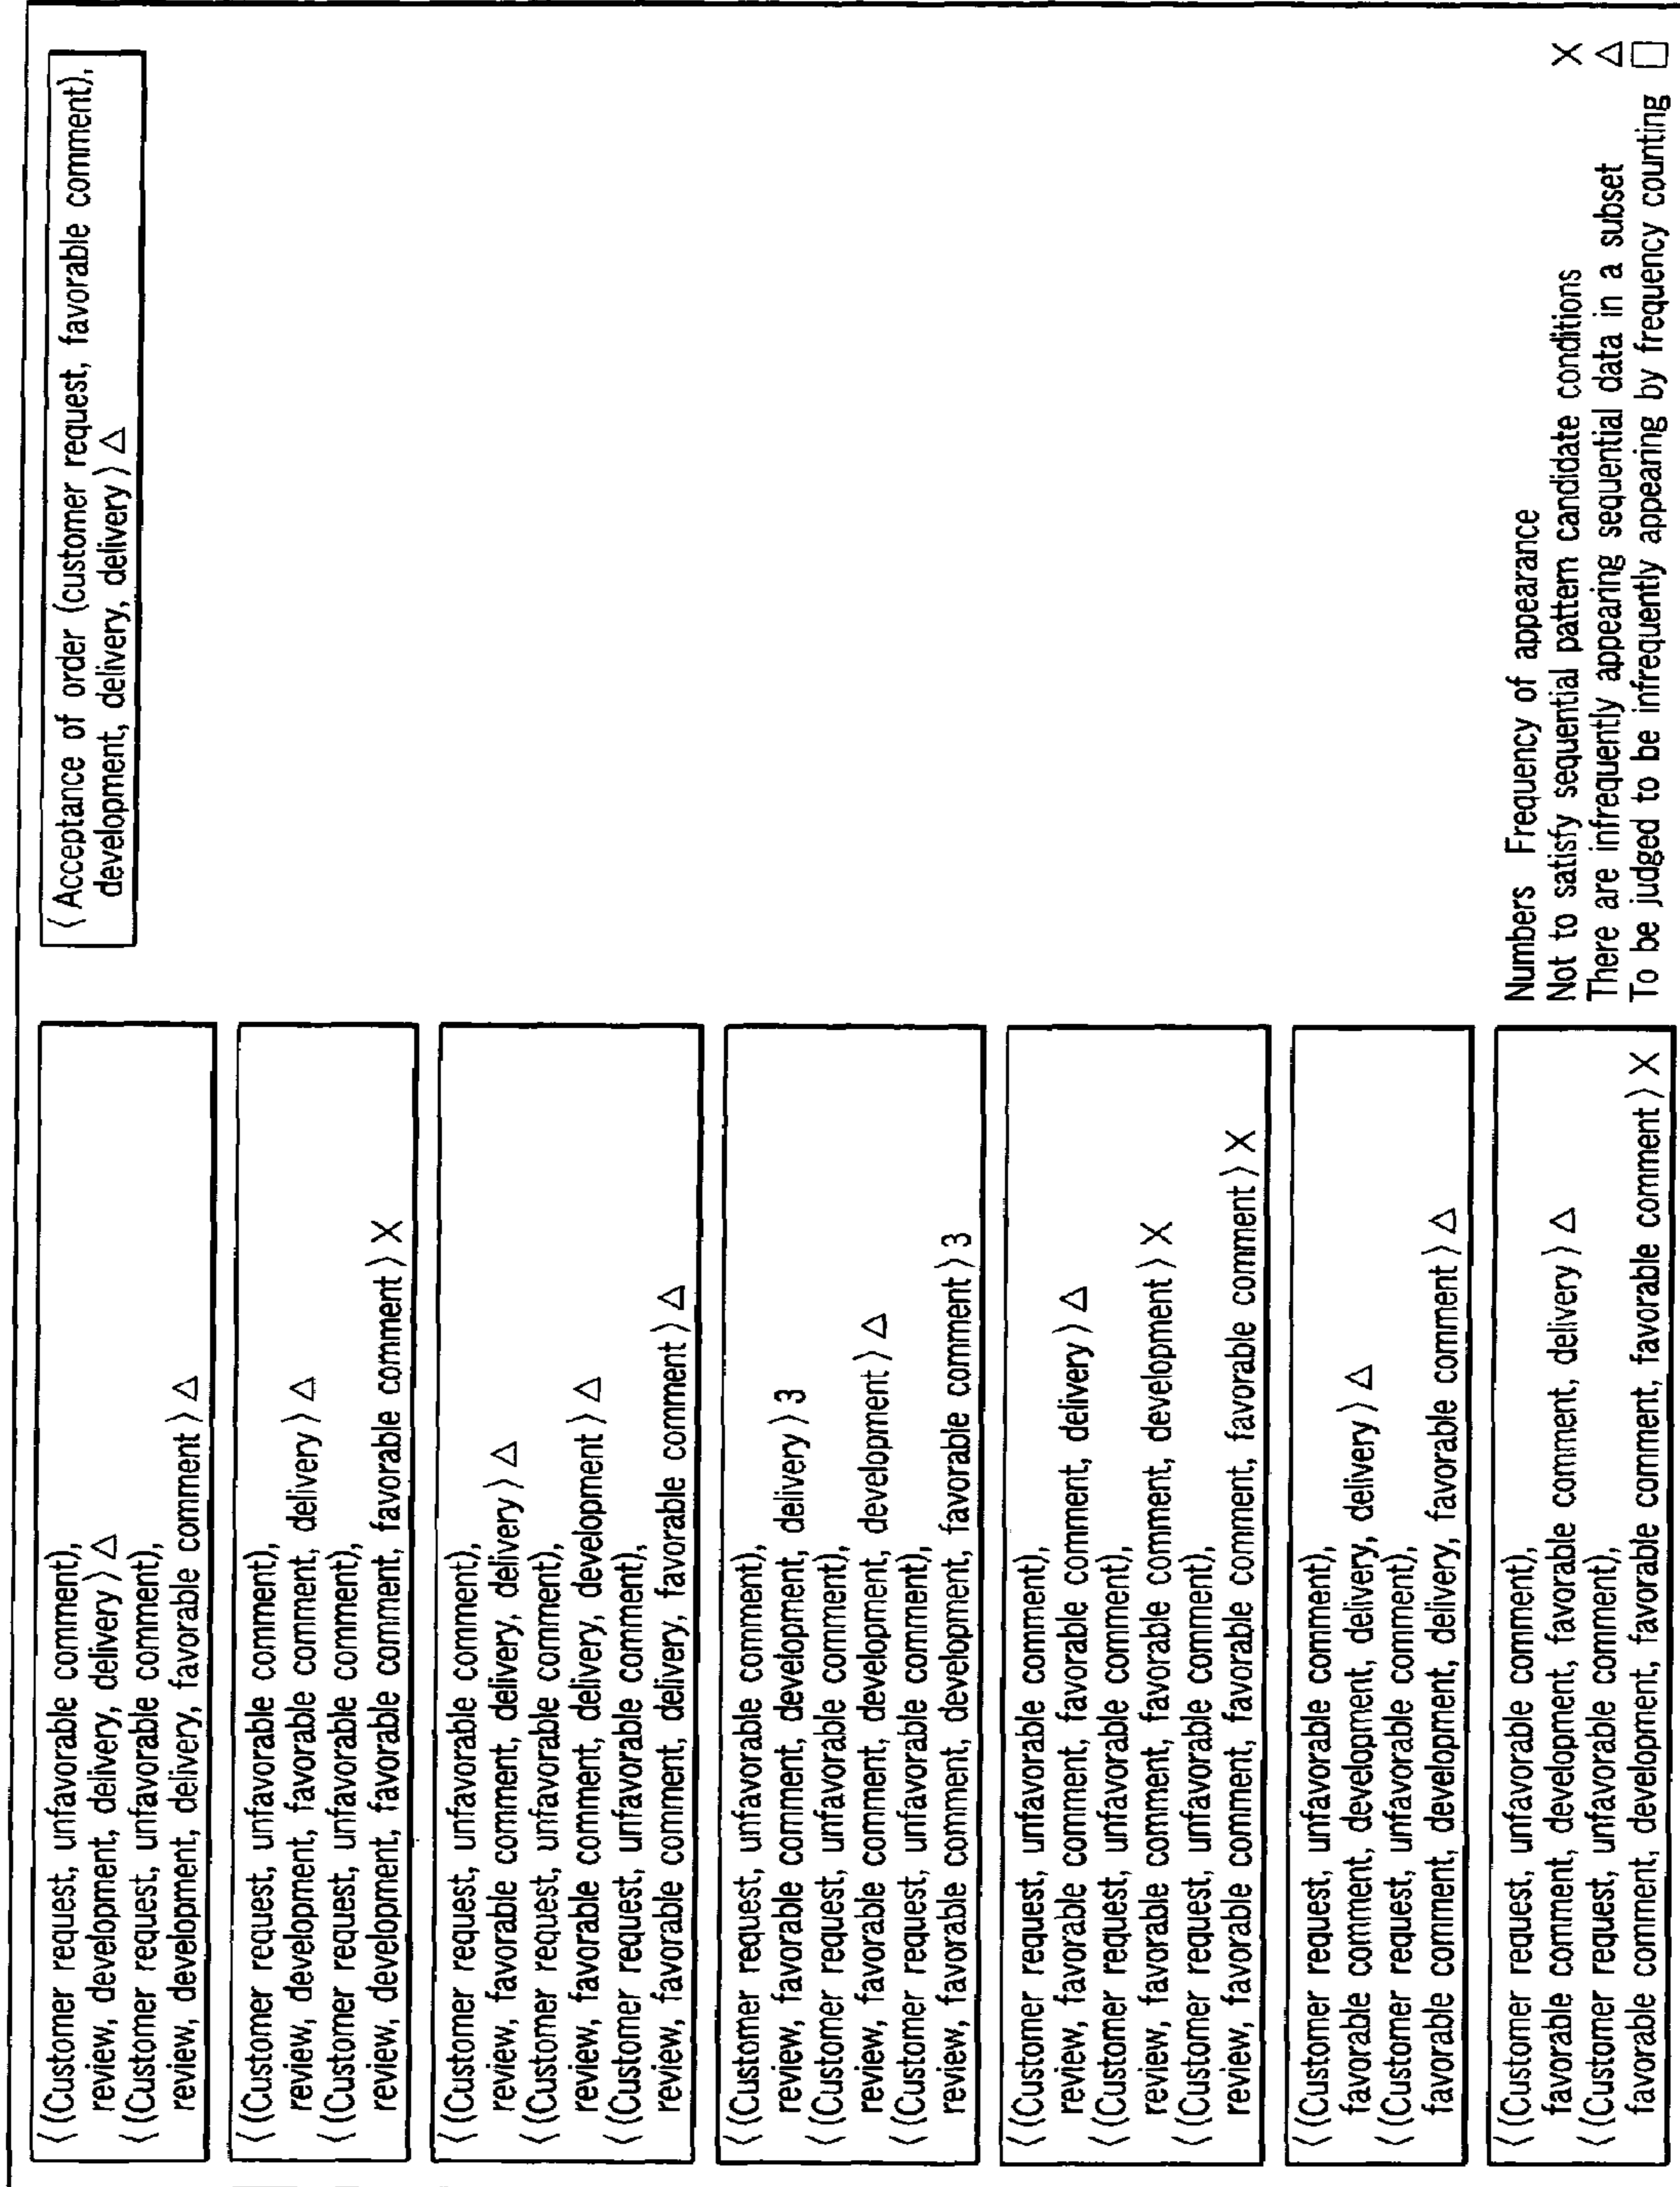 ⟨(Customer request, unfavorable comment),
review, development, delivery, delivery⟩△
⟨(Customer request, unfavorable comment),
review, development, delivery, favorable comment⟩△
⟨(Customer request, unfavorable comment),
review, development, favorable comment, delivery⟩△
⟨(Customer request, unfavorable comment),
review, development, favorable comment, favorable comment⟩X
⟨(Customer request, unfavorable comment),
review, favorable comment, delivery, delivery⟩△
⟨(Customer request, unfavorable comment),
review, favorable comment, delivery, development⟩△
⟨(Customer request, unfavorable comment),
review, favorable comment, delivery, favorable comment⟩△
⟨(Customer request, unfavorable comment),
review, favorable comment, development, delivery⟩3
⟨(Customer request, unfavorable comment),
review, favorable comment, development, development⟩△
⟨(Customer request, unfavorable comment),
review, favorable comment, development, favorable comment⟩3
⟨(Customer request, unfavorable comment),
review, favorable comment, favorable comment, delivery⟩△
⟨(Customer request, unfavorable comment),
review, favorable comment, favorable comment, development⟩X
⟨(Customer request, unfavorable comment),
review, favorable comment, favorable comment, favorable comment⟩X
⟨(Customer request, unfavorable comment),
favorable comment, development, delivery, delivery⟩△
⟨(Customer request, unfavorable comment),
favorable comment, development, delivery, favorable comment⟩△
⟨(Customer request, unfavorable comment),
favorable comment, development, favorable comment, delivery⟩△
⟨(Customer request, unfavorable comment),
favorable comment, development, favorable comment, favorable comment⟩X
⟨Acceptance of order (customer request, favorable comment),
development, delivery, delivery⟩△
Numbers Frequency of appearance
Not to satisfy sequential pattern candidate conditions X
There are infrequently appearing sequential data in a subset △
To be judged to be infrequently appearing by frequency counting □